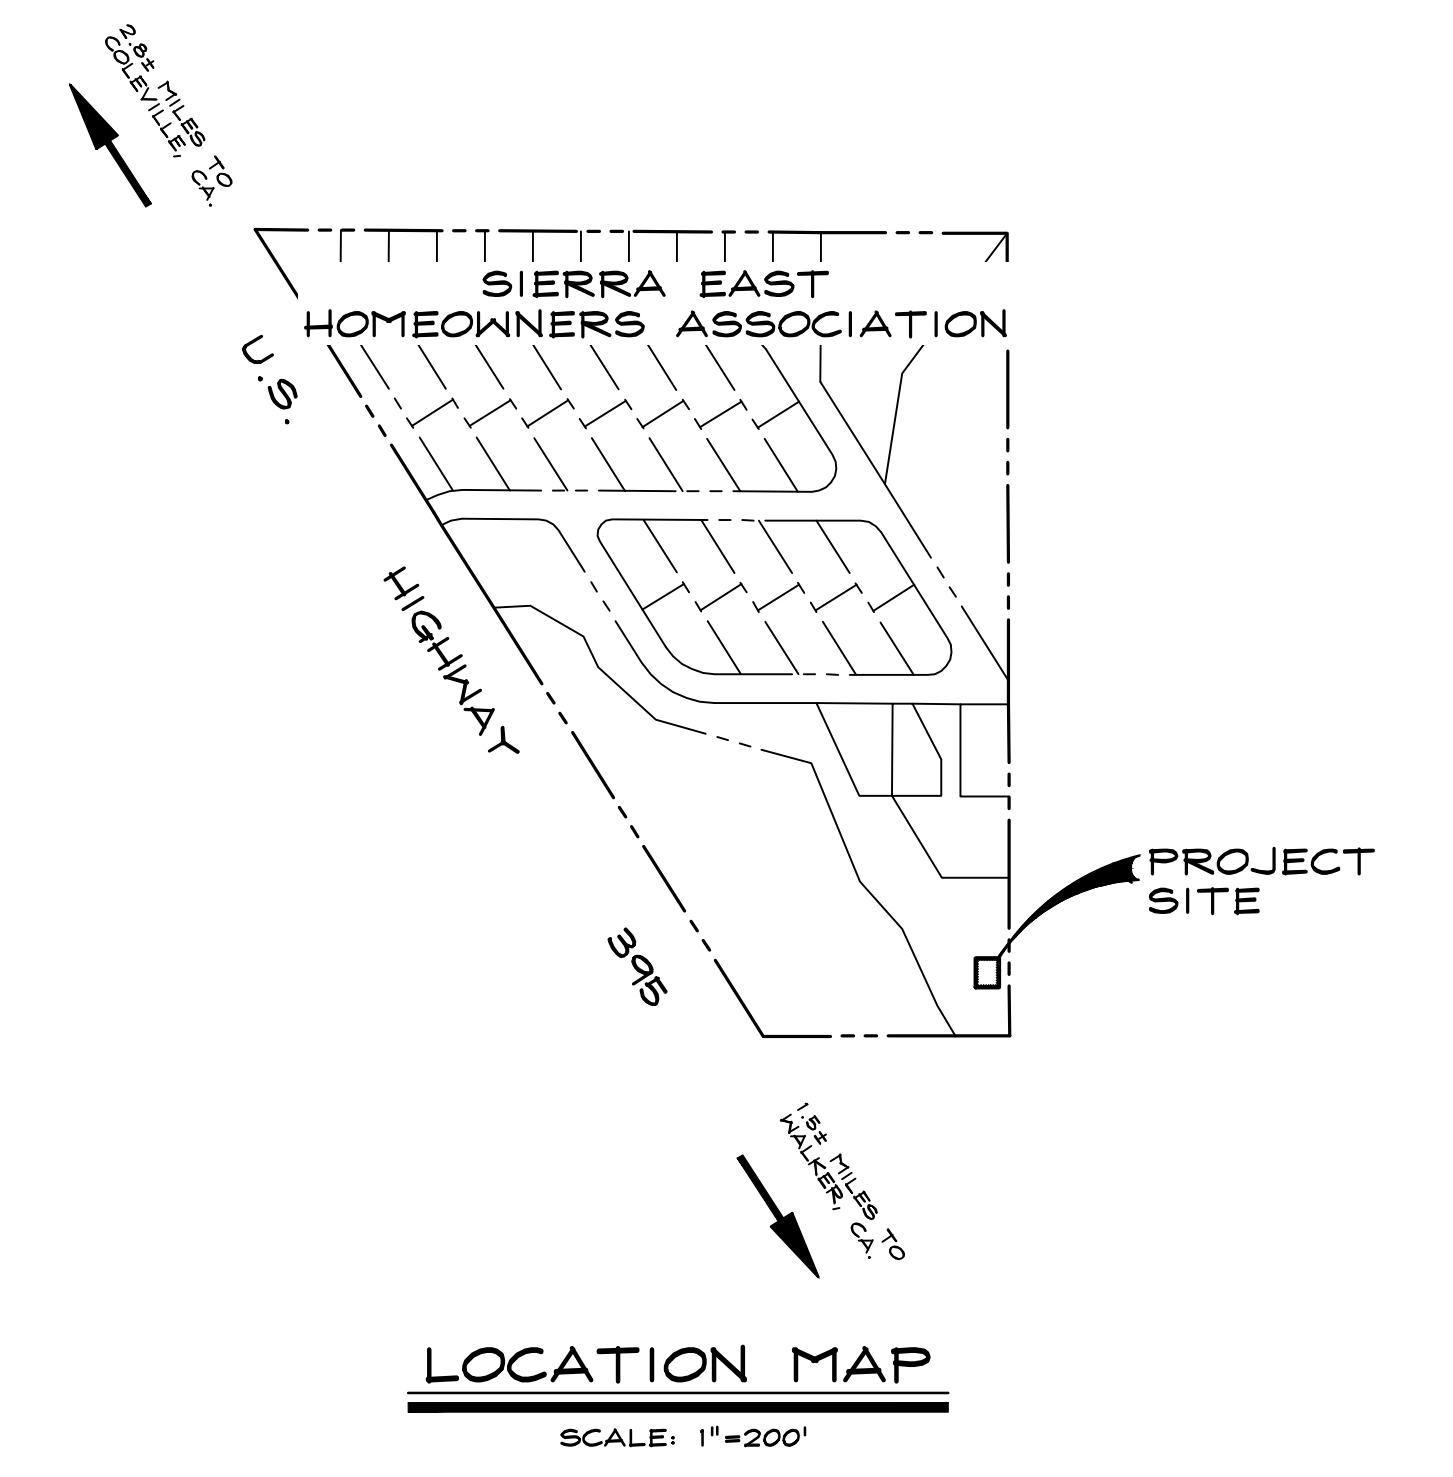 2.8± MILES TO
COLEVILLE, CA.
SIERRA EAST
HOMEOWNERS ASSOCIATION
U.S.
HIGHWAY
395
PROJECT
SITE
1.5± MILES TO
WALKER, CA.
LOCATION MAP
SCALE: 1"=200'